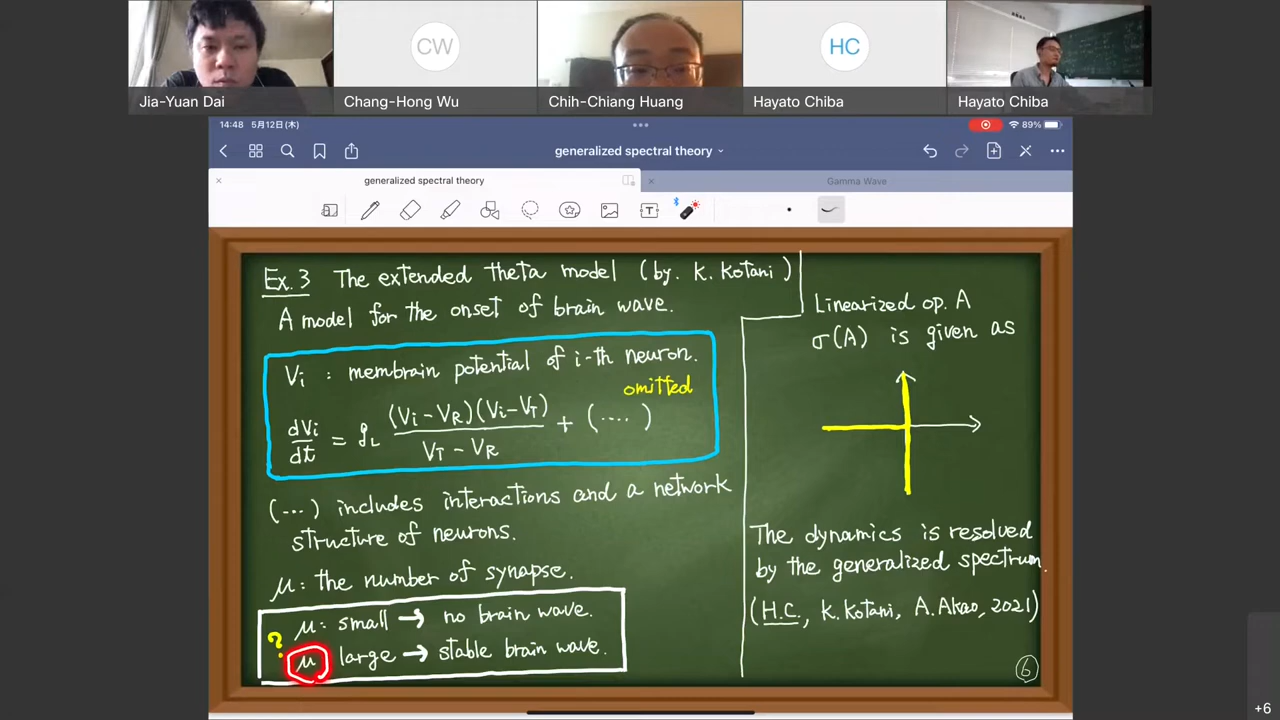 CW
HC
Jia-Yuan Dai
Chang-Hong Wu
Chih-Chiang Huang
Hayato Chiba
Hayato Chiba
14:48 5月12日(木)
89%
generalized spectral theory
generalized spectral theory
Gamma Wave
Ex.3 The extended theta model (by. K. Kotani)
A model for the onset of brain wave.
Vi : membrain potential of i-th neuron.
omitted
dVi/dt = gL (Vi-VR)(Vi-VT)/(VT-VR) + (....)
(...) includes interactions and a network
structure of neurons.
μ: the number of synapse.
μ: small → no brain wave.
?
μ large → stable brain wave.
Linearized op. A
σ(A) is given as
The dynamics is resolved
by the generalized spectrum.
(H.C., K.Kotani, A.Akao, 2021)
6
+6